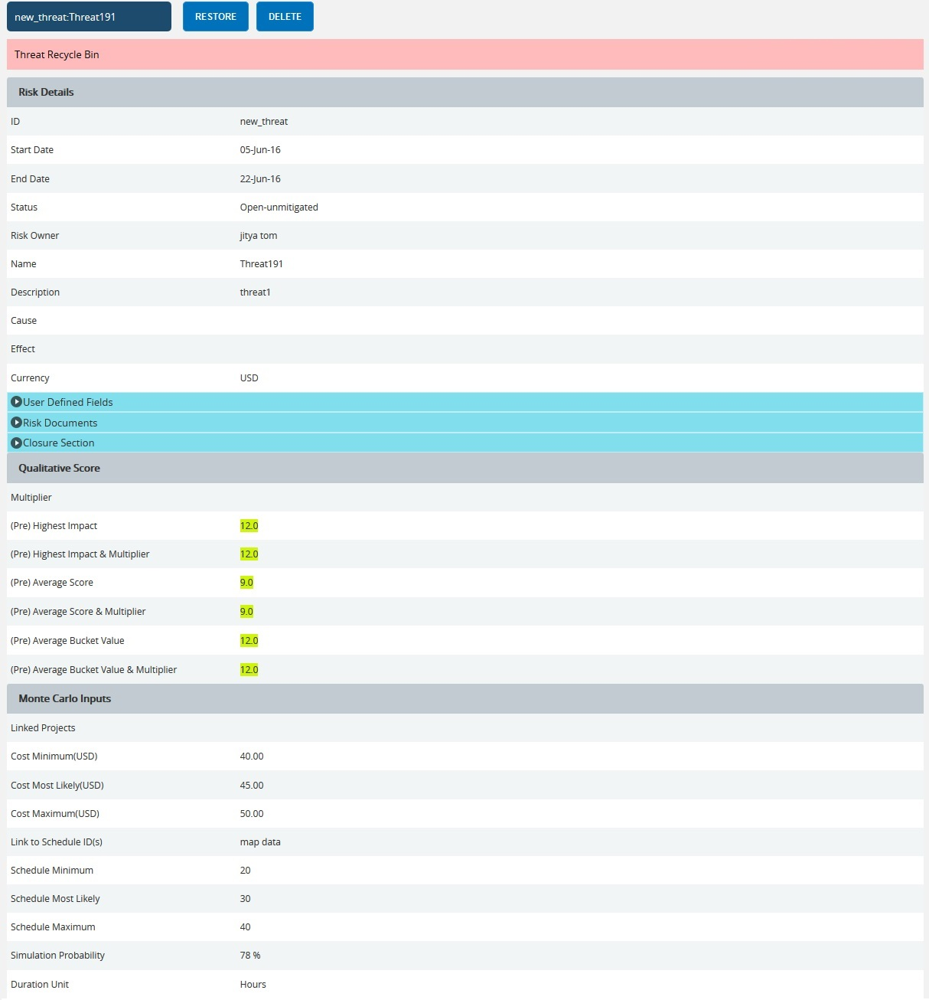 new_threat:Threat191 RESTORE DELETE
Threat Recycle Bin
Risk Details
ID new_threat
Start Date 05-Jun-16
End Date 22-Jun-16
Status Open-unmitigated
Risk Owner jitya tom
Name Threat191
Description threat1
Cause
Effect
Currency USD
User Defined Fields
Risk Documents
Closure Section
Qualitative Score
Multiplier
(Pre) Highest Impact 12.0
(Pre) Highest Impact & Multiplier 12.0
(Pre) Average Score 9.0
(Pre) Average Score & Multiplier 9.0
(Pre) Average Bucket Value 12.0
(Pre) Average Bucket Value & Multiplier 12.0
Monte Carlo Inputs
Linked Projects
Cost Minimum(USD) 40.00
Cost Most Likely(USD) 45.00
Cost Maximum(USD) 50.00
Link to Schedule ID(s) map data
Schedule Minimum 20
Schedule Most Likely 30
Schedule Maximum 40
Simulation Probability 78 %
Duration Unit Hours